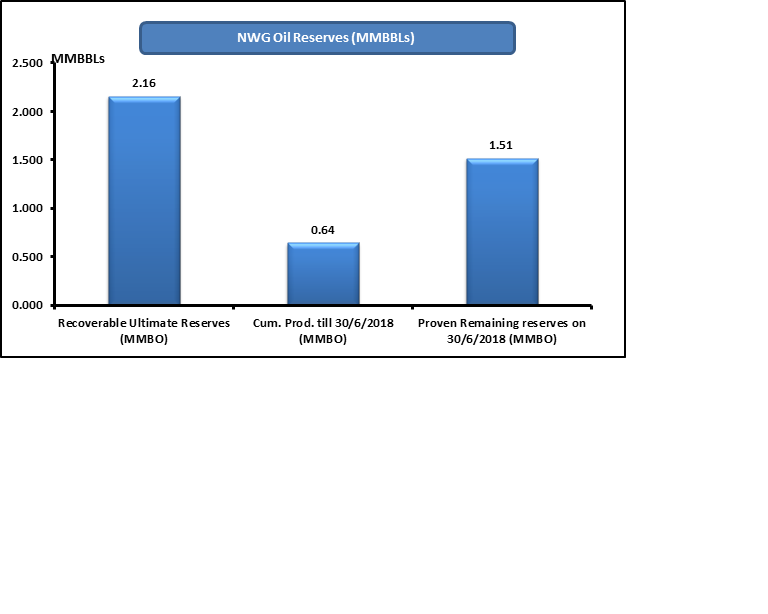 NWG Oil Reserves (MMBBLs)
MMBBLs
2.500
2.000
1.500
1.000
0.500
0.000
2.16
0.64
1.51
Recoverable Ultimate Reserves
(MMBO)
Cum. Prod. till 30/6/2018
(MMBO)
Proven Remaining reserves on
30/6/2018 (MMBO)